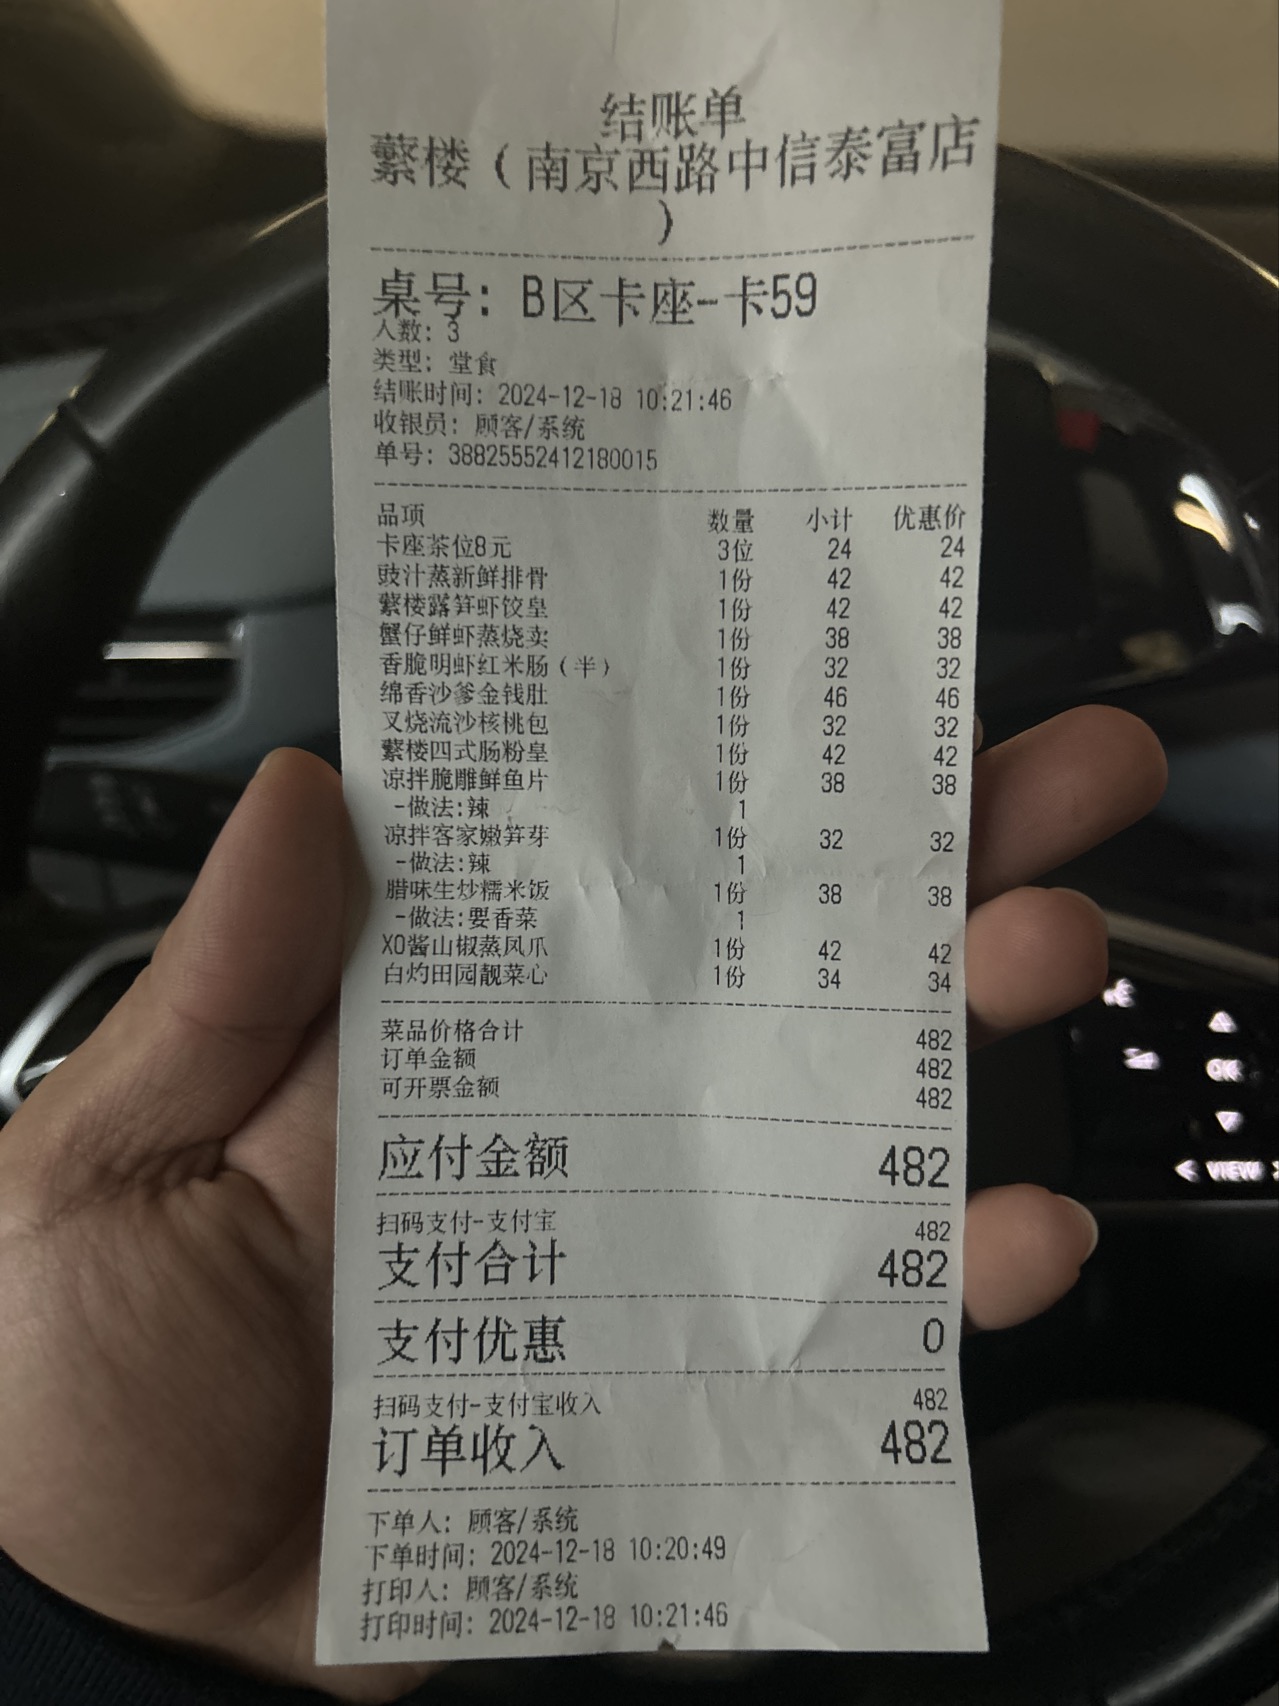 结账单
蘩楼（南京西路中信泰富店
）
桌号: B区卡座-卡59
人数: 3
类型: 堂食
结账时间: 2024-12-18 10:21:46
收银员: 顾客/系统
单号: 38825552412180015
品项 数量 小计 优惠价
卡座茶位8元 3位 24 24
豉汁蒸新鲜排骨 1份 42 42
蘩楼露笋虾饺皇 1份 42 42
蟹仔鲜虾蒸烧卖 1份 38 38
香脆明虾红米肠（半） 1份 32 32
绵香沙爹金钱肚 1份 46 46
叉烧流沙核桃包 1份 32 32
蘩楼四式肠粉皇 1份 42 42
凉拌脆雕鲜鱼片 1份 38 38
-做法:辣 1
凉拌客家嫩笋芽 1份 32 32
-做法:辣 1
腊味生炒糯米饭 1份 38 38
-做法:要香菜 1
XO酱山椒蒸凤爪 1份 42 42
白灼田园靓菜心 1份 34 34
菜品价格合计 482
订单金额 482
可开票金额 482
应付金额 482
扫码支付-支付宝 482
支付合计 482
支付优惠 0
扫码支付-支付宝收入 482
订单收入 482
下单人: 顾客/系统
下单时间: 2024-12-18 10:20:49
打印人: 顾客/系统
打印时间: 2024-12-18 10:21:46
OK
VIEW